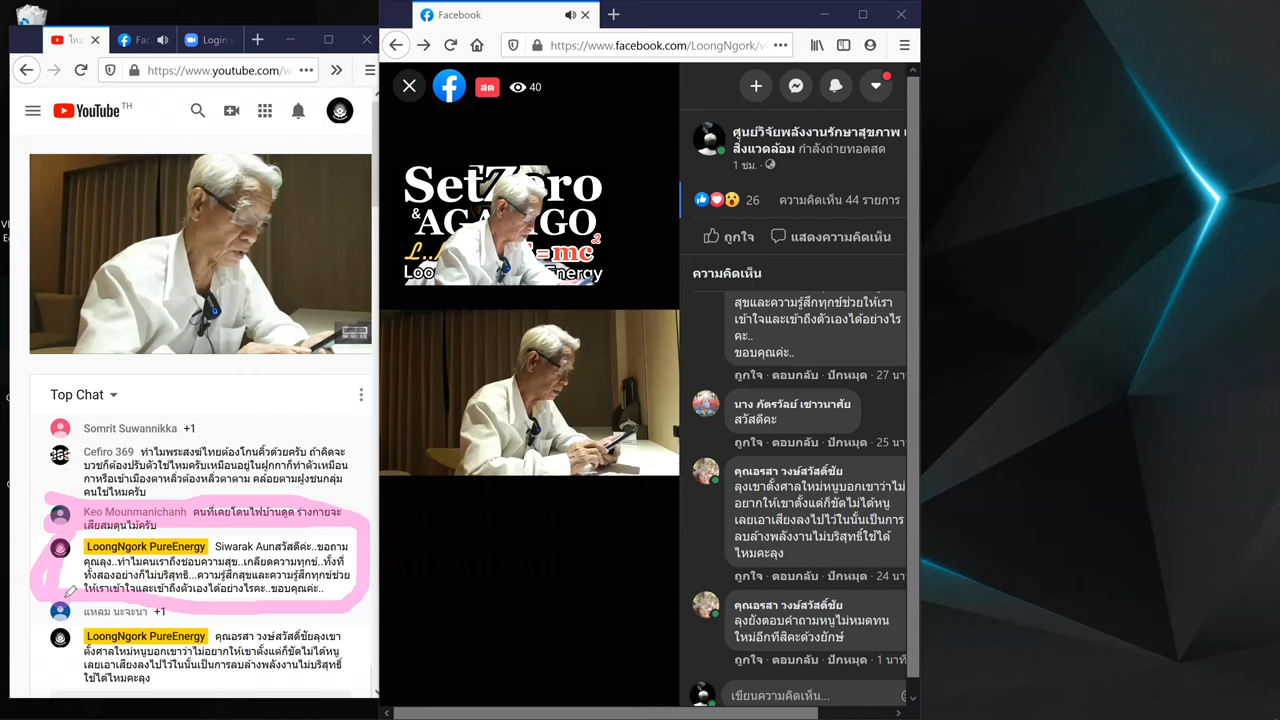 Login
https://www.youtube.com/w
YouTube TH
Top Chat
Somrit Suwannikka +1
Cefiro 369 ทำไมพระสงฆ์ไทยต้องโกนคิ้วด้วยครับ ถ้าคิดจะ
บวชก็ต้องปรับตัวใช่ไหมครับเหมือนอยู่ในฝูกกาก็ทำตัวเหมือน
กาหรือเข้าเมืองตาหลิ่วต้องหลิ่วตาตาม คล้อยตามฝูงชนกลุ่ม
คนใช่ไหมครับ
Keo Mounmanichanh คนที่เคยโดนไฟบ้านดูด ร่างกายจะ
เสียสมดุนไม้ครับ
LoongNgork PureEnergy Siwarak Aunสวัสดีค่ะ..ขอถาม
คุณลุง..ทำไมคนเราถึงชอบความสุข..เกลียดความทุกข์..ทั้งที่
ทั้งสองอย่างก็ไม่บริสุทธิ์...ความรู้สึกสุขและความรู้สึกทุกข์ช่วย
ให้เราเข้าใจและเข้าถึงตัวเองได้อย่างไรคะ..ขอบคุณค่ะ..
แหลม นะจะนา +1
LoongNgork PureEnergy คุณอรสา วงษ์สวัสดิ์ชัยลุงเขา
ตั้งศาลใหม่หนูบอกเขาว่าไม่อยากให้เขาตั้งแต่ก็ขัดไม่ได้หนู
เลยเอาเสียงลงไปไว้ในนั้นเป็นการลบล้างพลังงานไม่บริสุทธิ์
ใช้ได้ไหมคะลุง
Facebook
https://www.facebook.com/LoongNgork/v
สด 40
SetZero
&
=mc²
Energy
ศูนย์วิจัยพลังงานรักษาสุขภาพ
สิ่งแวดล้อม กำลังถ่ายทอดสด
1 ชม.
26 ความคิดเห็น 44 รายการ
ถูกใจ แสดงความคิดเห็น
ความคิดเห็น
สุขและความรู้สึกทุกข์ช่วยให้เรา
เข้าใจและเข้าถึงตัวเองได้อย่างไร
คะ..
ขอบคุณค่ะ..
ถูกใจ · ตอบกลับ · ปักหมุด · 27 นา
นาง ภัครวัลย์ เชาวนาศัย
สวัสดีคะ
ถูกใจ · ตอบกลับ · ปักหมุด · 25 นา
คุณอรสา วงษ์สวัสดิ์ชัย
ลุงเขาตั้งศาลใหม่หนูบอกเขาว่าไม่
อยากให้เขาตั้งแต่ก็ขัดไม่ได้หนู
เลยเอาเสียงลงไปไว้ในนั้นเป็นการ
ลบล้างพลังงานไม่บริสุทธิ์ใช้ได้
ไหมคะลุง
ถูกใจ · ตอบกลับ · ปักหมุด · 24 นา
คุณอรสา วงษ์สวัสดิ์ชัย
ลุงยังตอบคำถามหนูไม่หมดทน
ใหม่อีกทีสิคะด้วงยักษ์
ถูกใจ · ตอบกลับ · ปักหมุด · 1 นาที
เขียนความคิดเห็น...